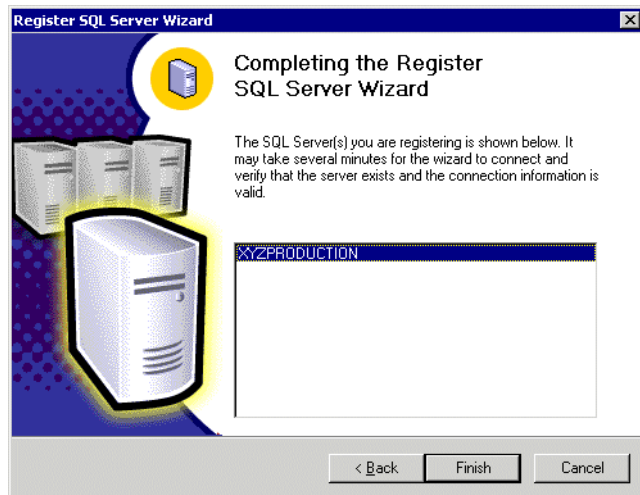 Register SQL Server Wizard
Completing the Register
SQL Server Wizard
The SQL Server(s) you are registering is shown below. It
may take several minutes for the wizard to connect and
verify that the server exists and the connection information is
valid.
XYZPRODUCTION
< Back
Finish
Cancel